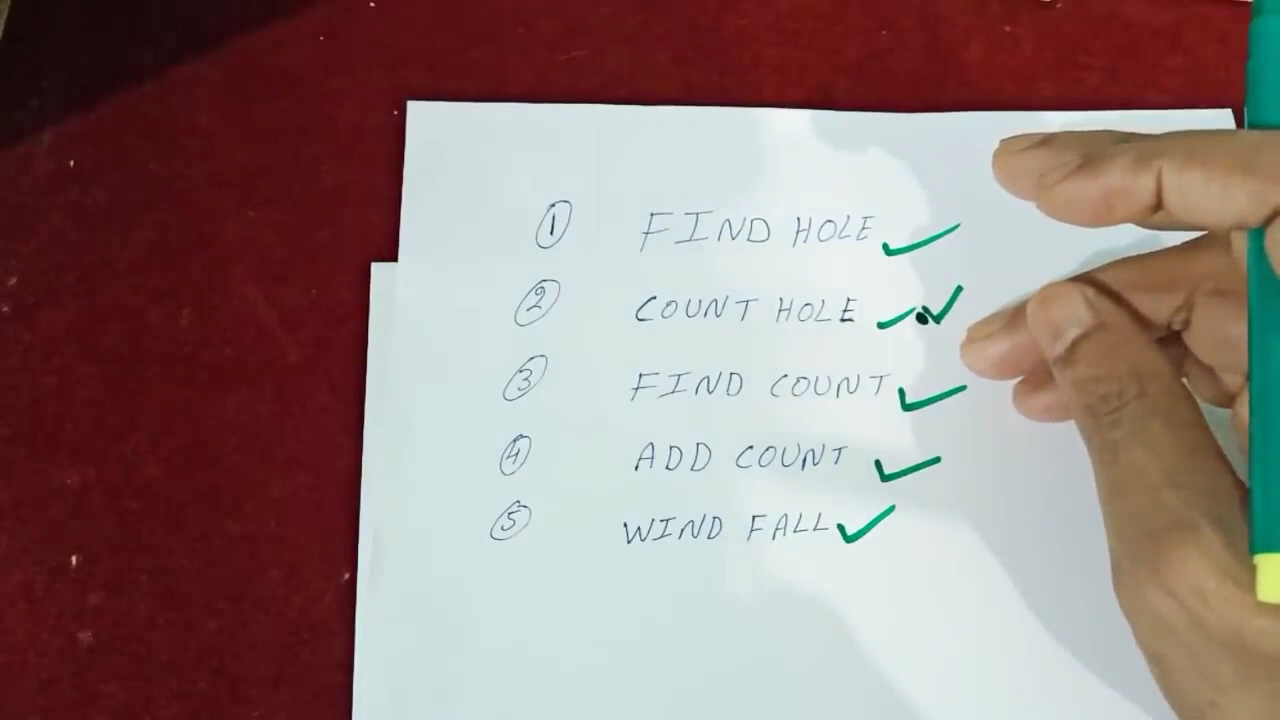 1 FIND HOLE ✓
2 COUNT HOLE ✓✓
3 FIND COUNT ✓
4 ADD COUNT ✓
5 WIND FALL ✓